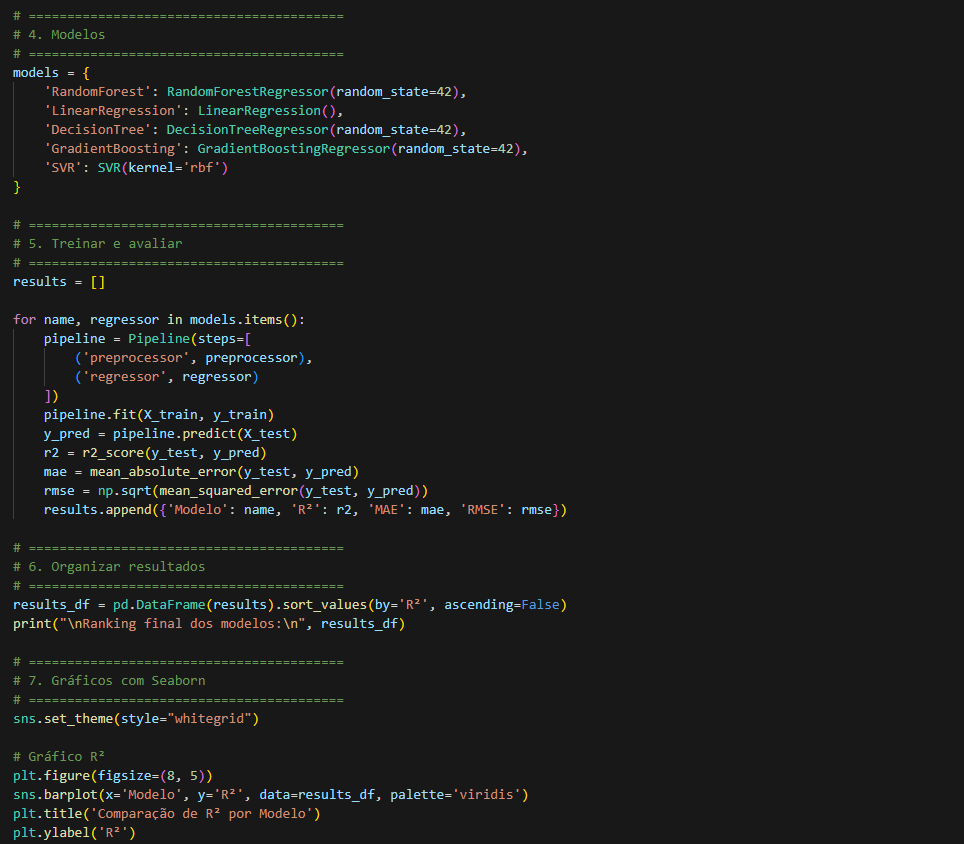 # =========================================
# 4. Modelos
# =========================================
models = {
    'RandomForest': RandomForestRegressor(random_state=42),
    'LinearRegression': LinearRegression(),
    'DecisionTree': DecisionTreeRegressor(random_state=42),
    'GradientBoosting': GradientBoostingRegressor(random_state=42),
    'SVR': SVR(kernel='rbf')
}
# =========================================
# 5. Treinar e avaliar
# =========================================
results = []
for name, regressor in models.items():
    pipeline = Pipeline(steps=[
        ('preprocessor', preprocessor),
        ('regressor', regressor)
    ])
    pipeline.fit(X_train, y_train)
    y_pred = pipeline.predict(X_test)
    r2 = r2_score(y_test, y_pred)
    mae = mean_absolute_error(y_test, y_pred)
    rmse = np.sqrt(mean_squared_error(y_test, y_pred))
    results.append({'Modelo': name, 'R²': r2, 'MAE': mae, 'RMSE': rmse})
# =========================================
# 6. Organizar resultados
# =========================================
results_df = pd.DataFrame(results).sort_values(by='R²', ascending=False)
print("\nRanking final dos modelos:\n", results_df)
# =========================================
# 7. Gráficos com Seaborn
# =========================================
sns.set_theme(style="whitegrid")
# Gráfico R²
plt.figure(figsize=(8, 5))
sns.barplot(x='Modelo', y='R²', data=results_df, palette='viridis')
plt.title('Comparação de R² por Modelo')
plt.ylabel('R²')